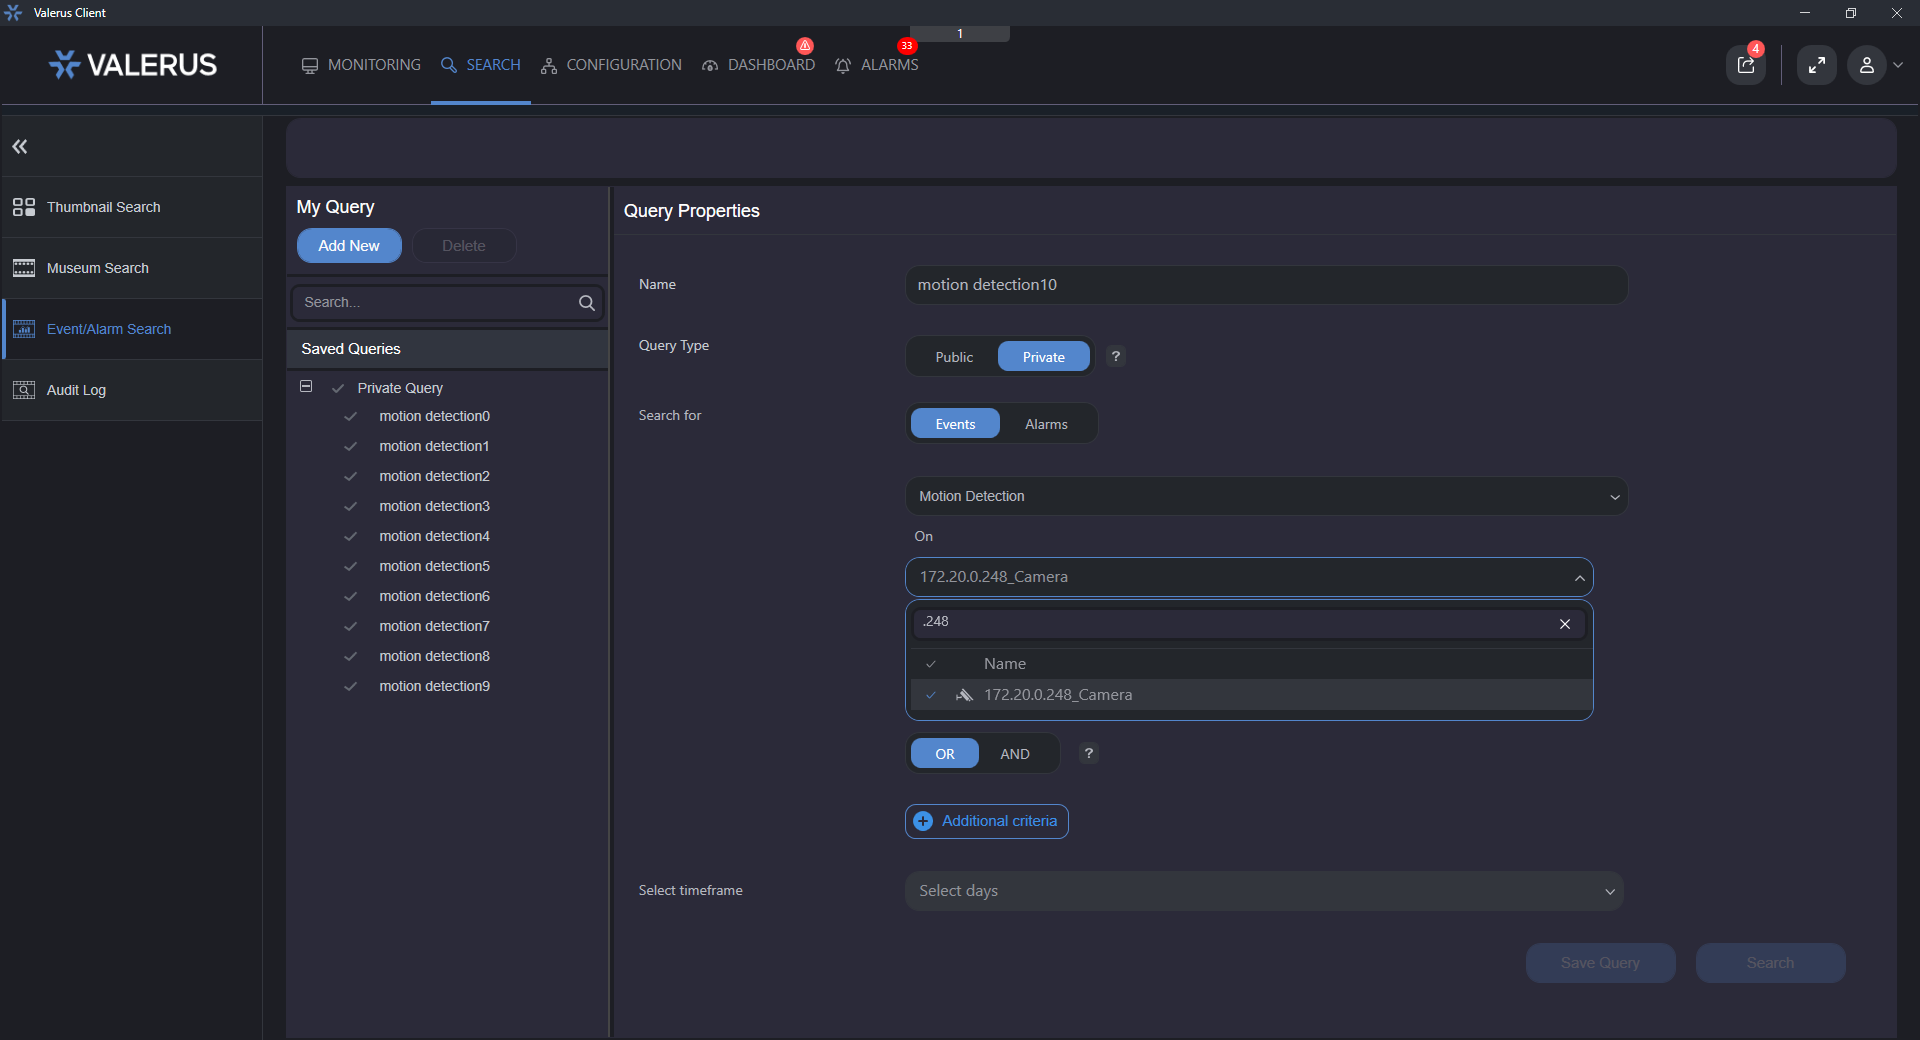 Valerus Client
1
VALERUS
MONITORING
SEARCH
CONFIGURATION
DASHBOARD
33
ALARMS
4
Thumbnail Search
Museum Search
Event/Alarm Search
Audit Log
My Query
Add New
Delete
Search...
Saved Queries
Private Query
motion detection0
motion detection1
motion detection2
motion detection3
motion detection4
motion detection5
motion detection6
motion detection7
motion detection8
motion detection9
Query Properties
Name
motion detection10
Query Type
Public
Private
?
Search for
Events
Alarms
Motion Detection
On
172.20.0.248_Camera
.248
Name
172.20.0.248_Camera
OR
AND
?
Additional criteria
Select timeframe
Select days
Save Query
Search